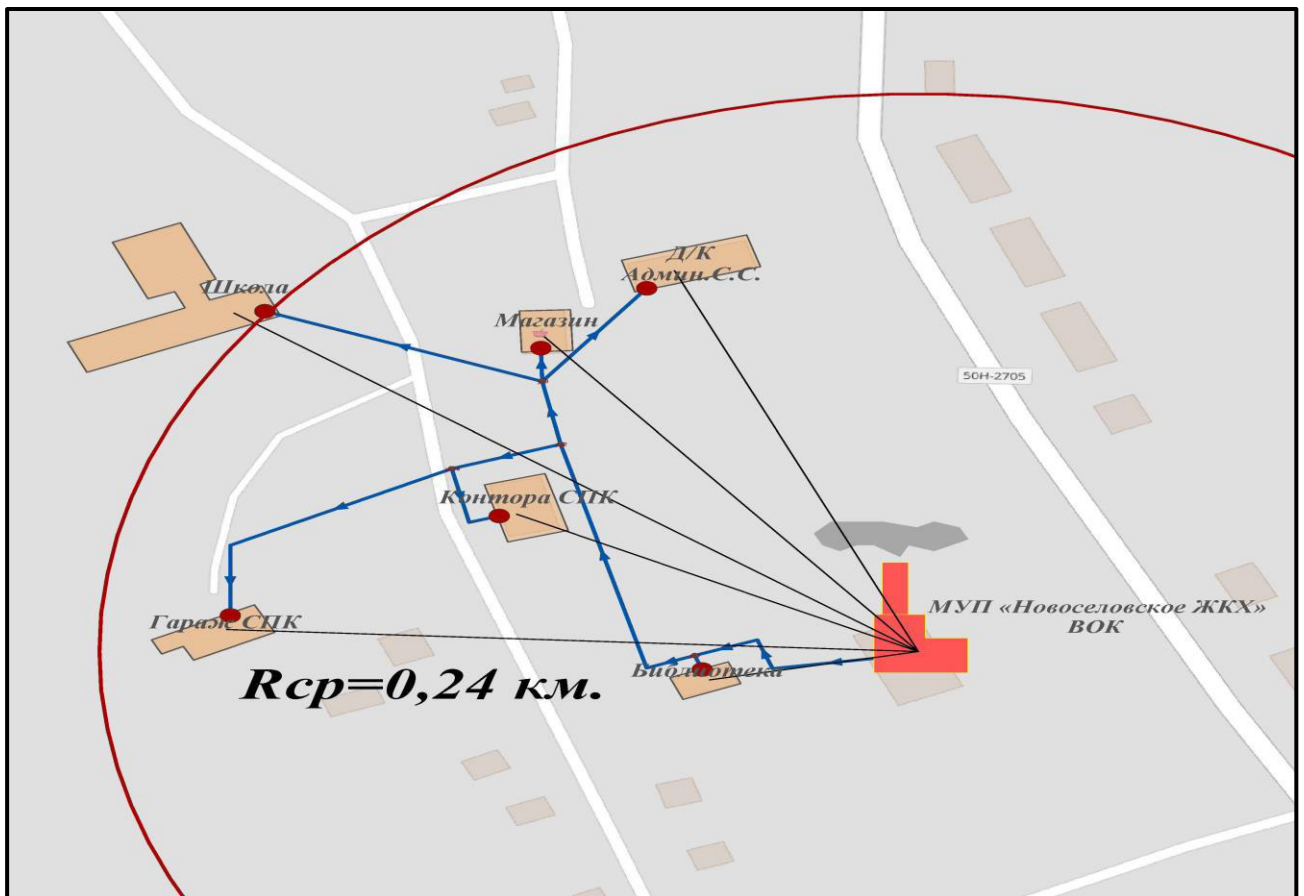 Д/К
Админ.С.С.
Школа
Магазин
50Н-2705
Контора СПК
Гараж СПК
МУП «Новоселовское ЖКХ»
ВОК
Библиотека
Rср=0,24 км.